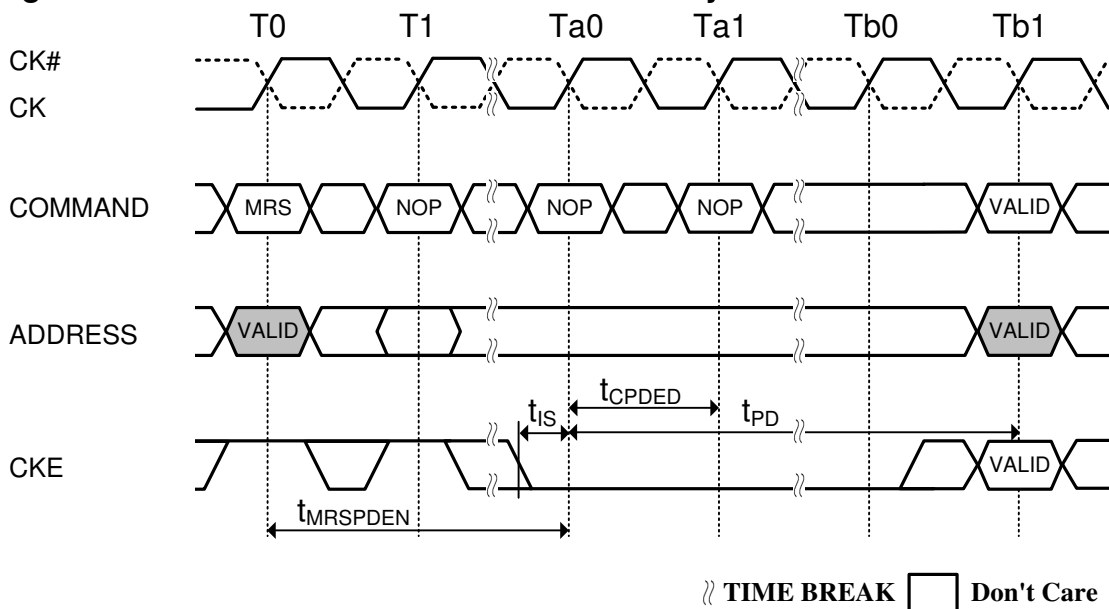 T0 T1 Ta0 Ta1 Tb0 Tb1
CK#
CK
COMMAND MRS NOP NOP NOP VALID
ADDRESS VALID VALID
tIS tCPDED tPD
CKE VALID
tMRSPDEN
TIME BREAK Don't Care